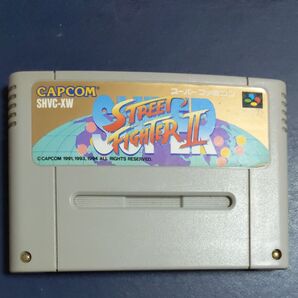 CAPCOM
SHVC-XW
スーパーファミコン
SUPER
STREET
FIGHTER II
©CAPCOM 1991, 1993, 1994 ALL RIGHTS RESERVED.